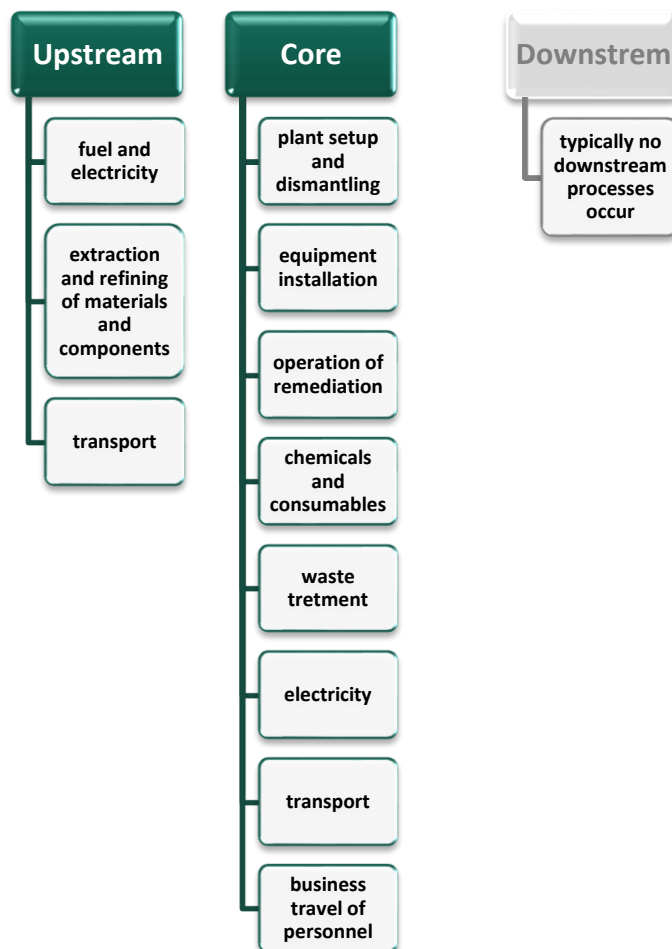 Upstream
fuel and
electricity
extraction
and refining
of materials
and
components
transport
Core
plant setup
and
dismantling
equipment
installation
operation of
remediation
chemicals
and
consumables
waste
tretment
electricity
transport
business
travel of
personnel
Downstrem
typically no
downstream
processes
occur